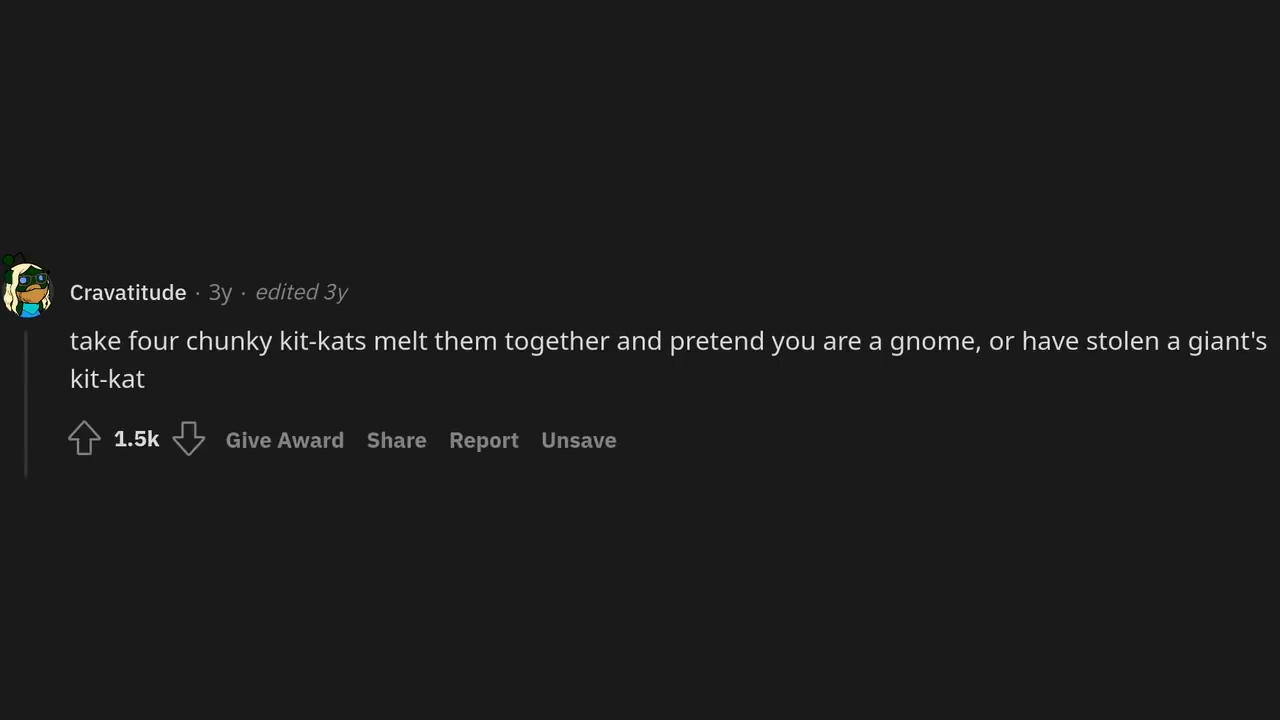 Cravatitude · 3y · edited 3y
take four chunky kit-kats melt them together and pretend you are a gnome, or have stolen a giant's
kit-kat
1.5k Give Award Share Report Unsave